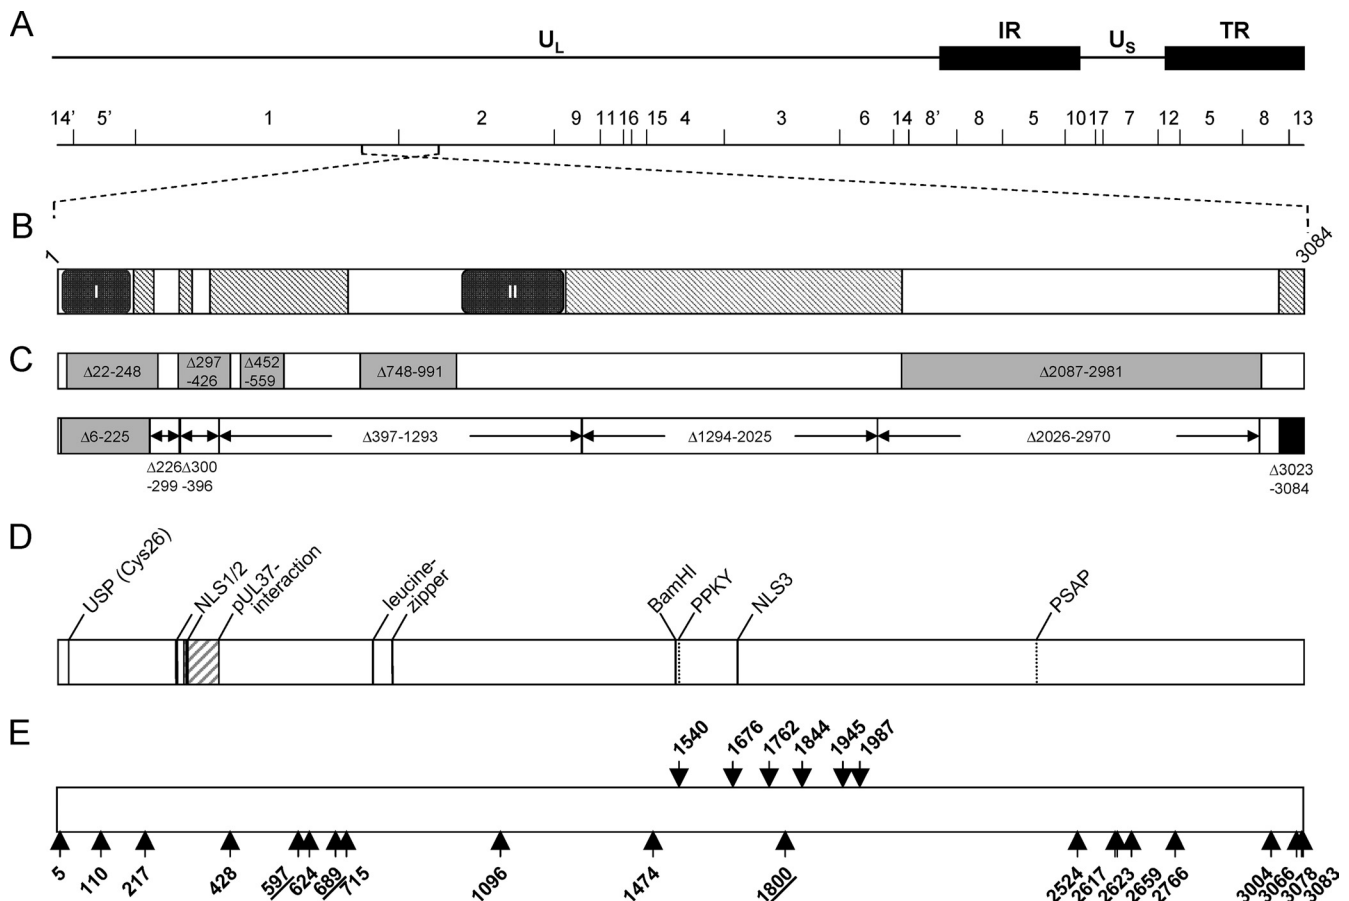 A
U_L
IR
U_S
TR
14' 5' 1 2 9 11 16 15 4 3 6 14 8' 8 5 10 17 7 12 5 8 13
B
1
3084
I
II
C
Δ22-248
Δ297
-426
Δ452
-559
Δ748-991
Δ2087-2981
Δ6-225
Δ397-1293
Δ1294-2025
Δ2026-2970
Δ226
-299
Δ300
-396
Δ3023
-3084
D
USP (Cys26)
NLS1/2
pUL37-
interaction
leucine-
zipper
BamHI
PPKY
NLS3
PSAP
E
1540 1676 1762 1844 1945 1987
5 110 217 428 597 624 689 715 1096 1474 1800 2524 2617 2623 2659 2766 3004 3066 3078 3083